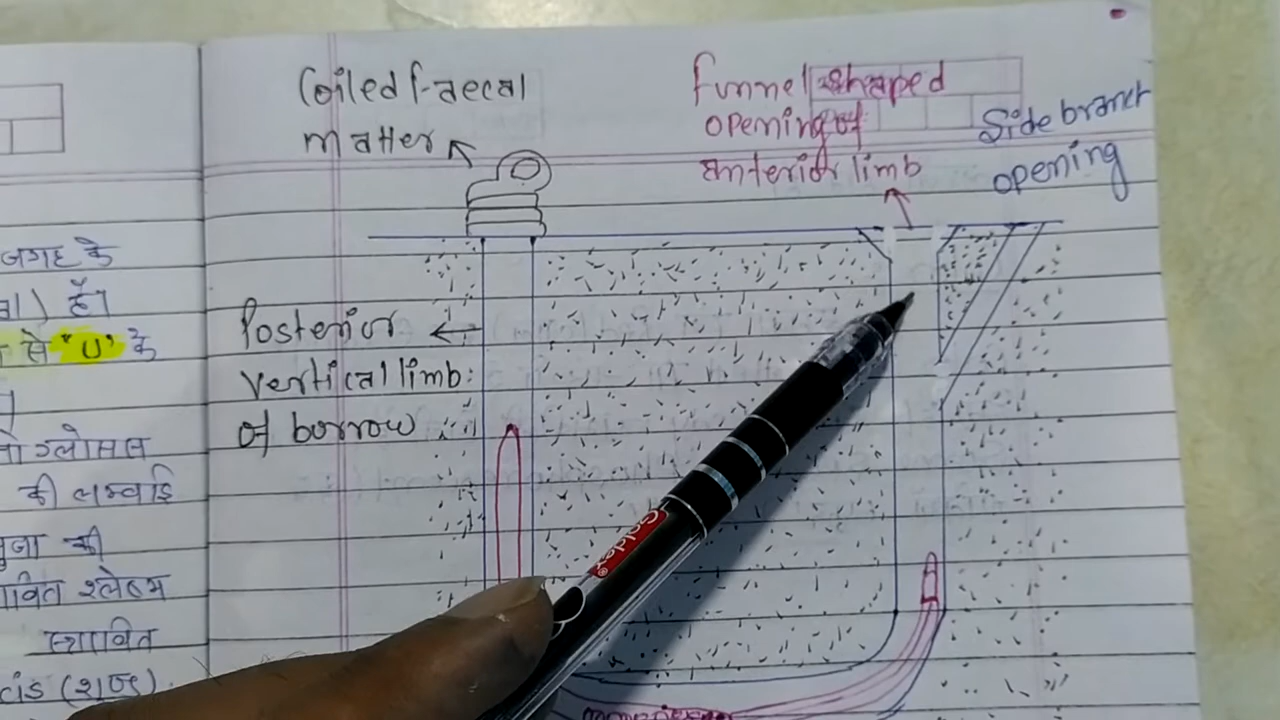 Coiled faecal
matter
funnel shaped
opening of
anterior limb
Side branch
opening
Posterior
vertical limb:
of borrow
जगह के
हैं।
से "U" के
की लम्बाई
श्लेष्म
स्त्रावित
Golden